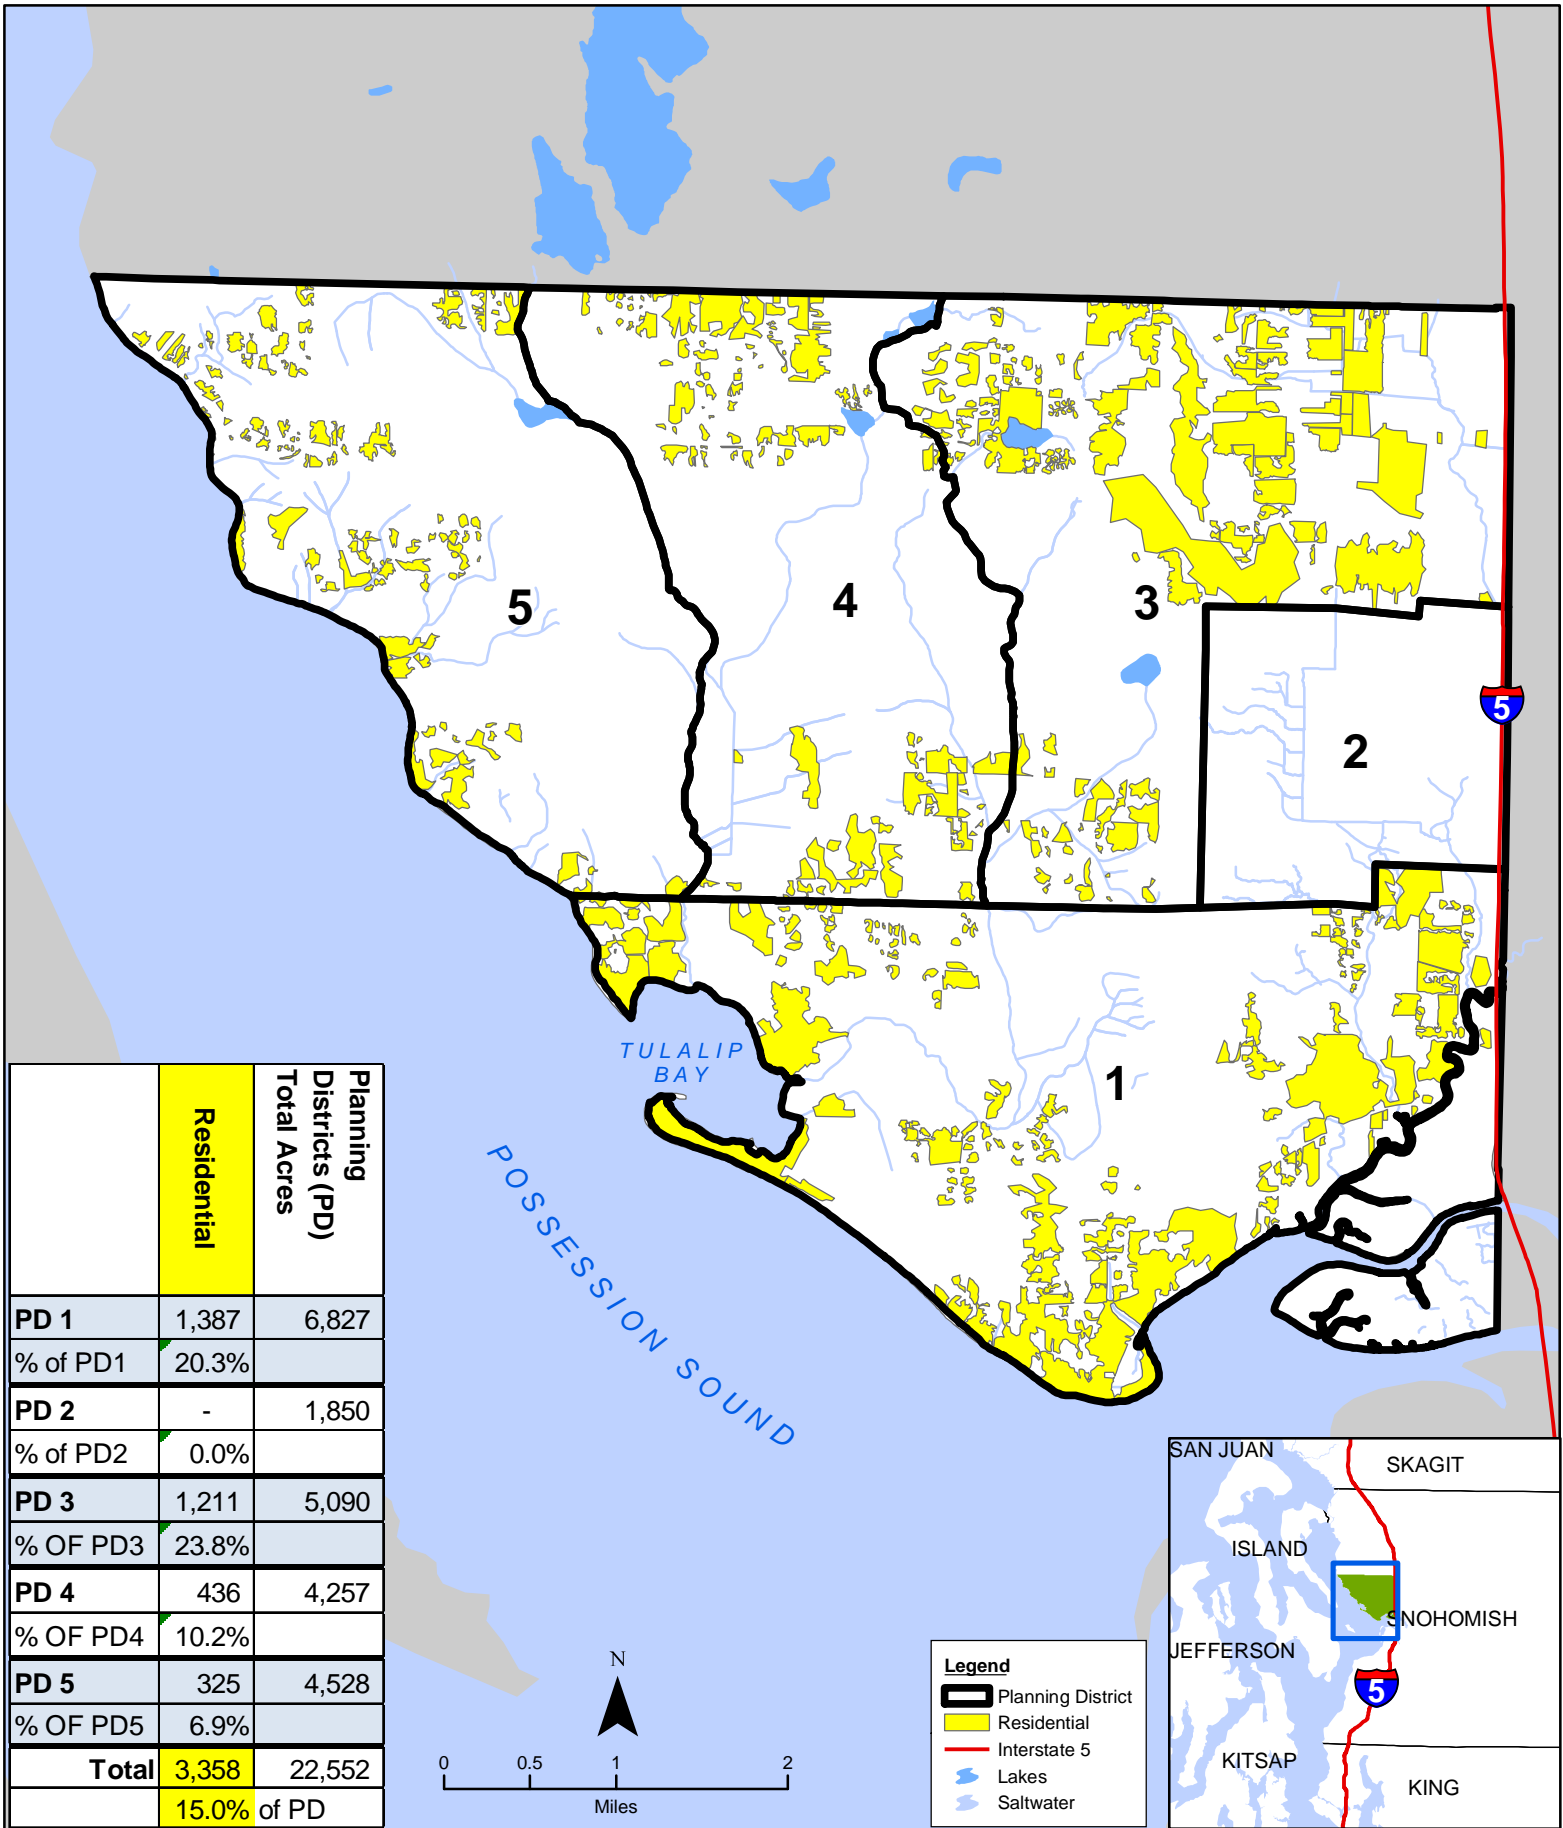 5
4
3
2
5
1
TULALIP
BAY
POSSESSION SOUND
Residential
Planning
Districts (PD)
Total Acres
PD 1 1,387 6,827
% of PD1 20.3%
PD 2 - 1,850
% of PD2 0.0%
PD 3 1,211 5,090
% OF PD3 23.8%
PD 4 436 4,257
% OF PD4 10.2%
PD 5 325 4,528
% OF PD5 6.9%
Total 3,358 22,552
15.0% of PD
N
0 0.5 1 2
Miles
Legend
Planning District
Residential
Interstate 5
Lakes
Saltwater
SAN JUAN
SKAGIT
ISLAND
SNOHOMISH
JEFFERSON
5
KITSAP
KING